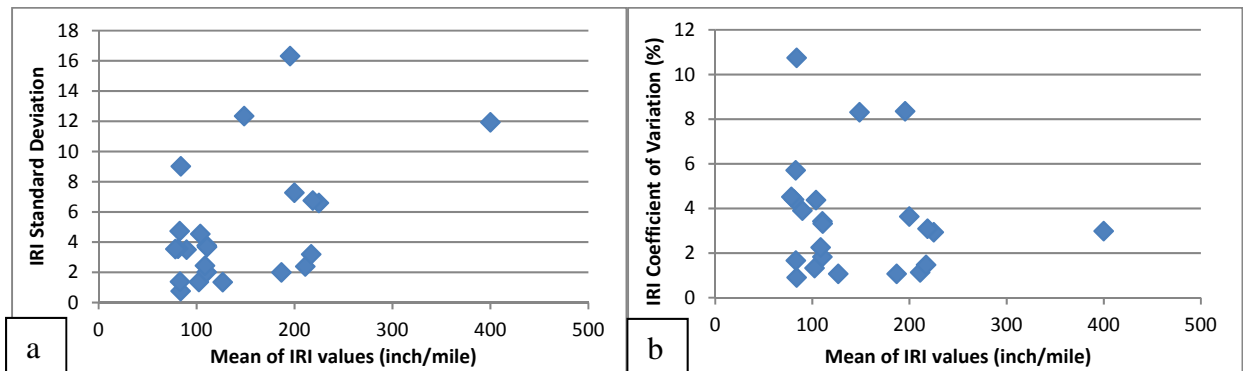 IRI Standard Deviation
18
16
14
12
10
8
6
4
2
0
0 100 200 300 400 500
Mean of IRI values (inch/mile)
a
IRI Coefficient of Variation (%)
12
10
8
6
4
2
0
0 100 200 300 400 500
Mean of IRI values (inch/mile)
b